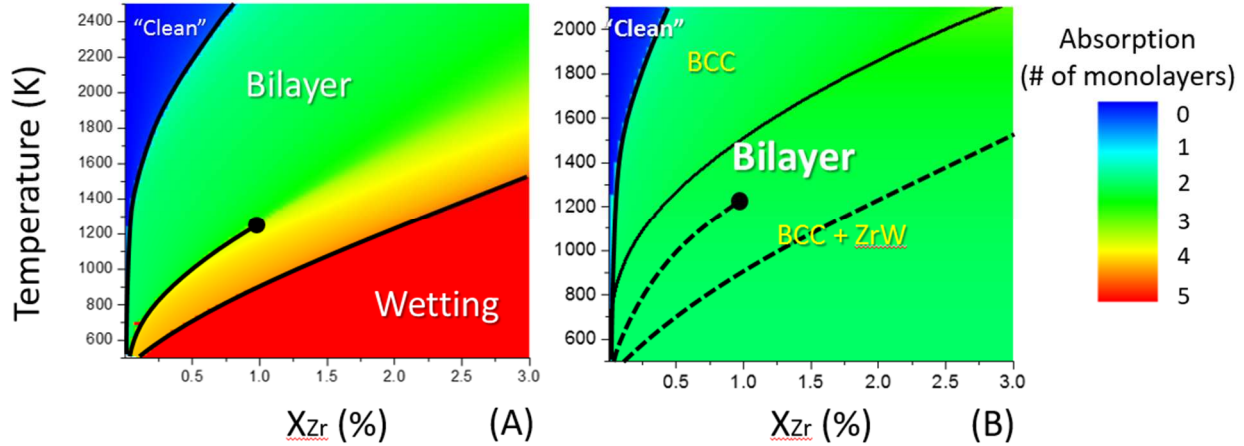 Temperature (K)
2400
2200
2000
1800
1600
1400
1200
1000
800
600
"Clean"
Bilayer
Wetting
0.5
1.0
1.5
2.0
2.5
3.0
XZr (%)
(A)
2000
1800
1600
1400
1200
1000
800
600
"Clean"
BCC
Bilayer
BCC + ZrW
0.5
1.0
1.5
2.0
2.5
3.0
XZr (%)
(B)
Absorption
(# of monolayers)
0
1
2
3
4
5